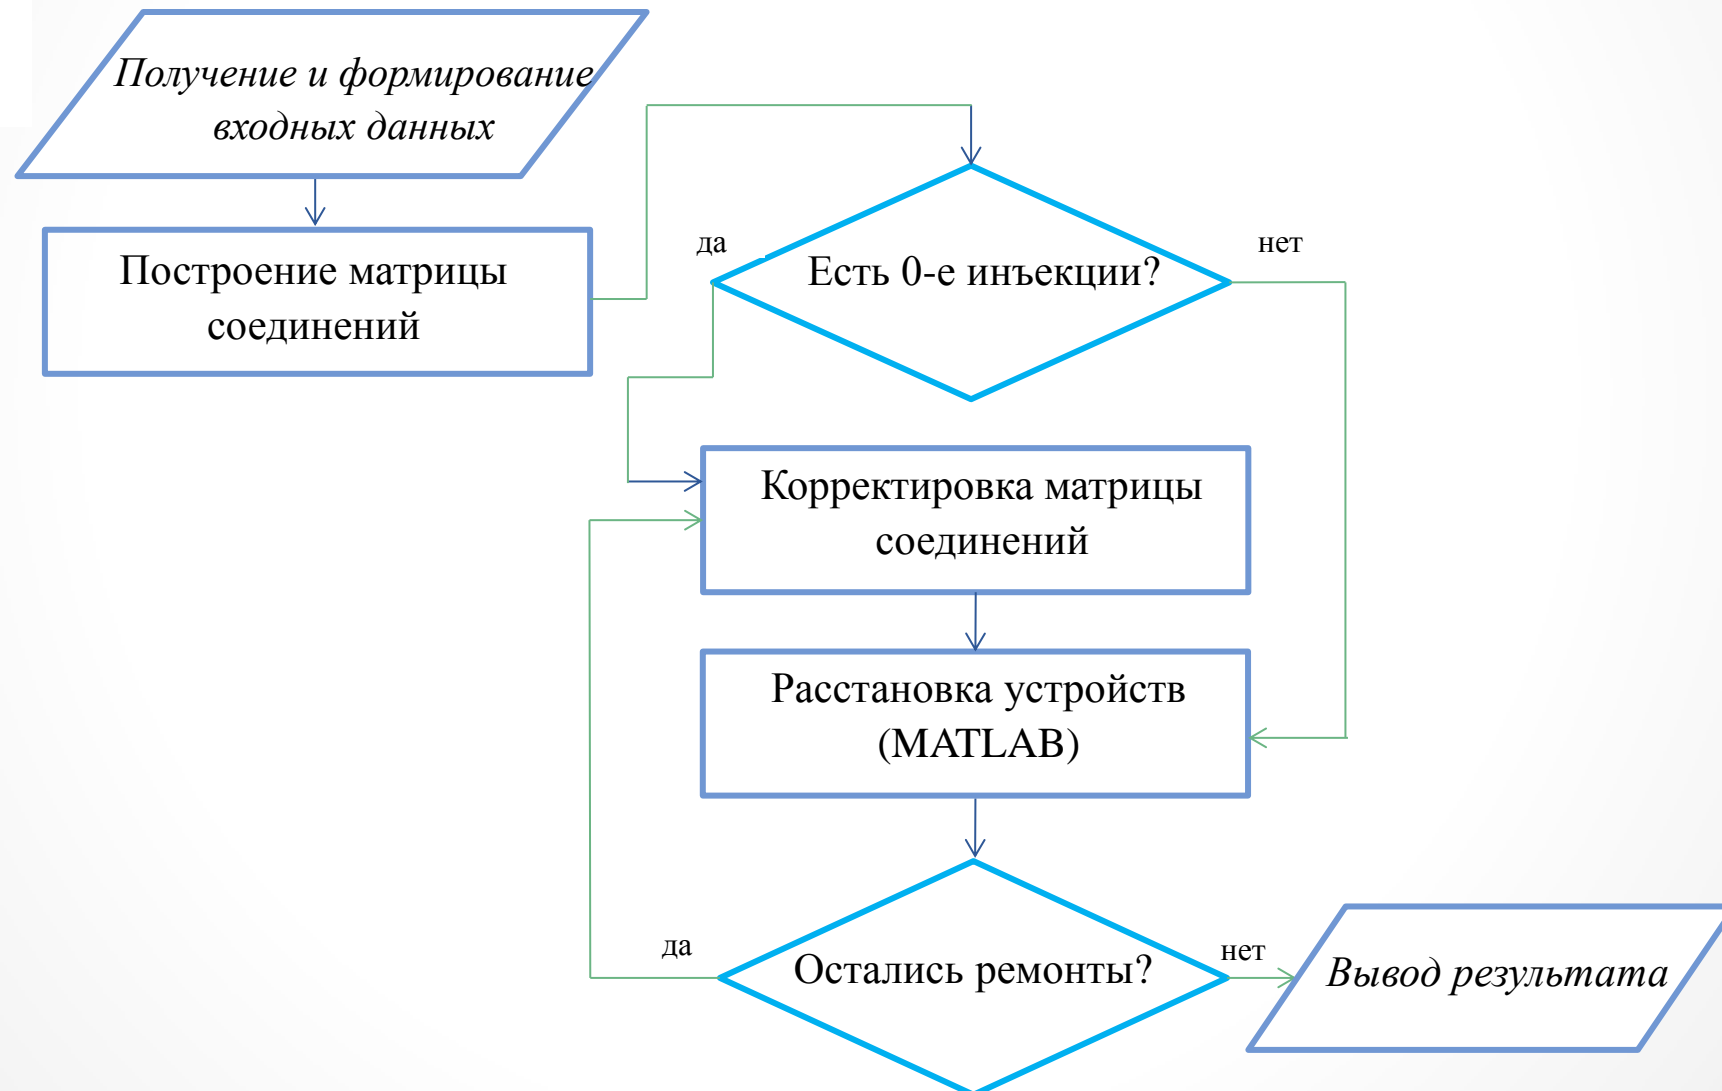 Получение и формирование
входных данных
Построение матрицы
соединений
да
Есть 0-е инъекции?
нет
Корректировка матрицы
соединений
Расстановка устройств
(MATLAB)
да
Остались ремонты?
нет
Вывод результата